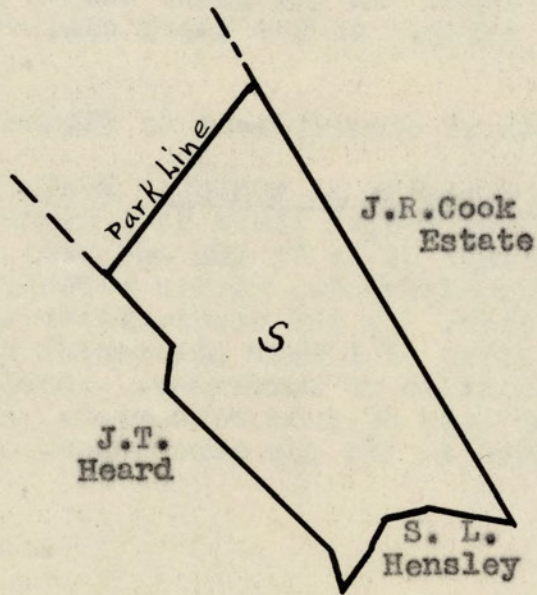 Park Line
J.R.Cook
Estate
S
J.T.
Heard
S. L.
Hensley